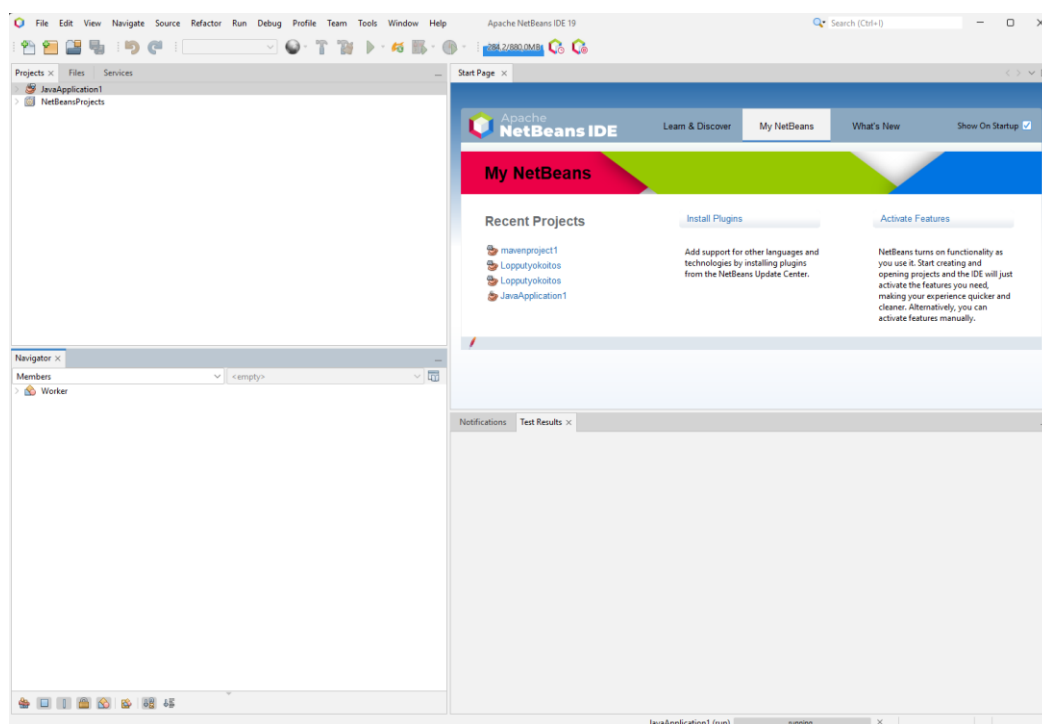 File Edit View Navigate Source Refactor Run Debug Profile Team Tools Window Help Apache NetBeans IDE 19 Search (Ctrl+I)
284,2/880,0MB
Projects Files Services
JavaApplication1
NetBeansProjects
Navigator
Members <empty>
Worker
Start Page
Apache
NetBeans IDE
Learn & Discover My NetBeans What's New Show On Startup
My NetBeans
Recent Projects
mavenproject1
Lopputyokoitos
Lopputyokoitos
JavaApplication1
Install Plugins
Add support for other languages and
technologies by installing plugins
from the NetBeans Update Center.
Activate Features
NetBeans turns on functionality as
you use it. Start creating and
opening projects and the IDE will just
activate the features you need,
making your experience quicker and
cleaner. Alternatively, you can
activate features manually.
Notifications Test Results
JavaApplication1 (run) running